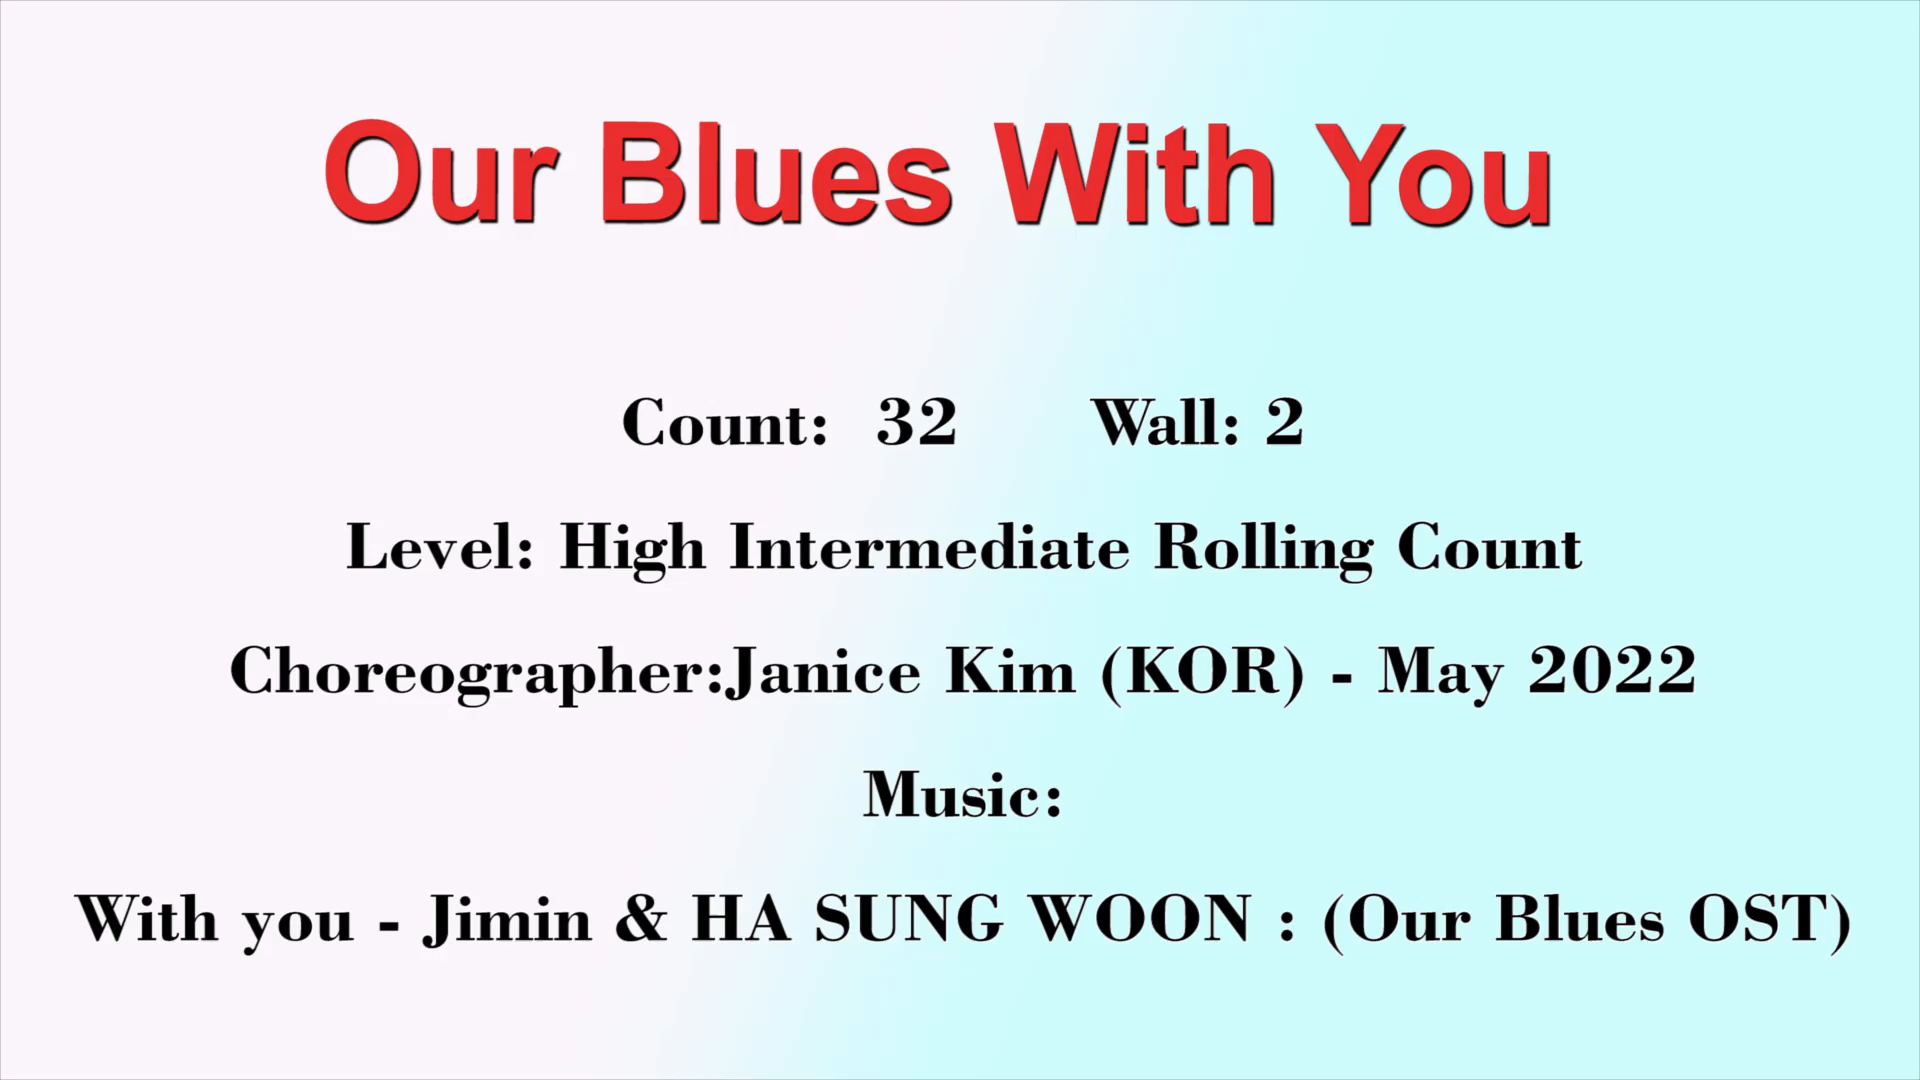 Our Blues With You
Count: 32 Wall: 2
Level: High Intermediate Rolling Count
Choreographer:Janice Kim (KOR) - May 2022
Music:
With you - Jimin & HA SUNG WOON : (Our Blues OST)